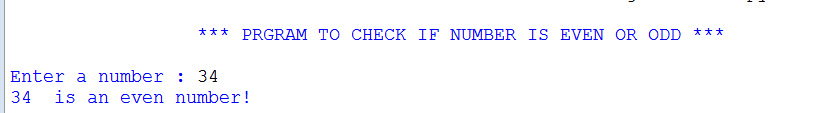 *** PRGRAM TO CHECK IF NUMBER IS EVEN OR ODD ***
Enter a number : 34
34  is an even number!